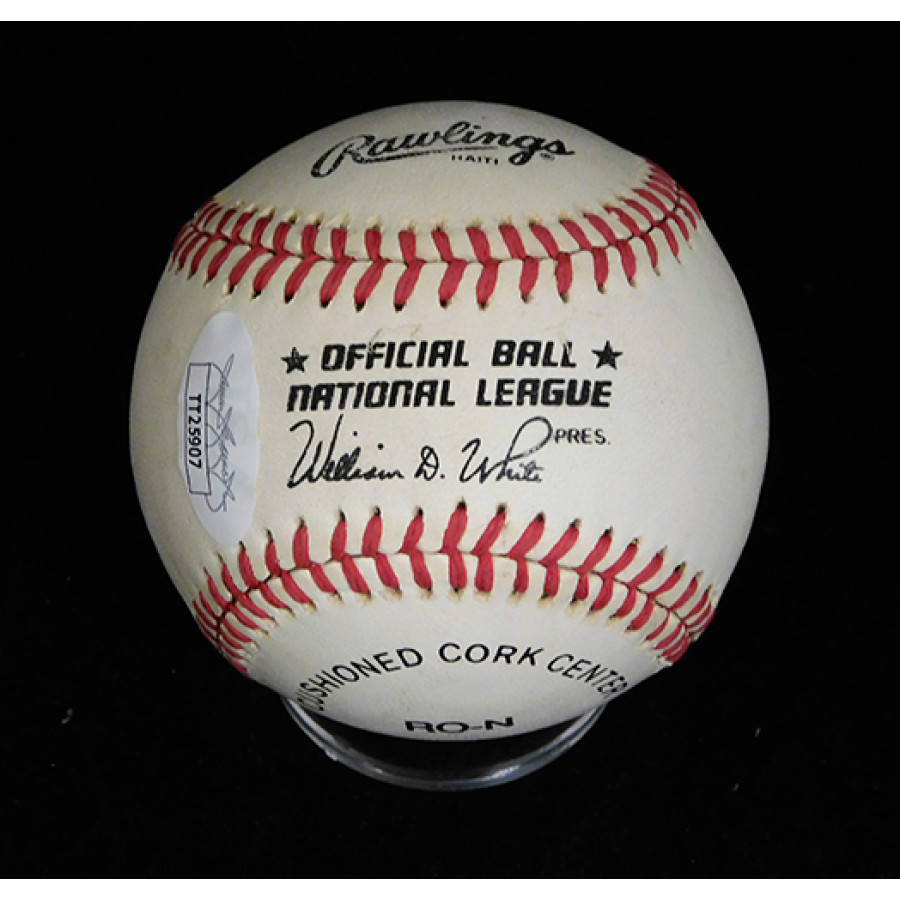 Rawlings®
HAITI
★ OFFICIAL BALL ★
NATIONAL LEAGUE
William D. White PRES.
TT25907
CUSHIONED CORK CENTER
RO-N